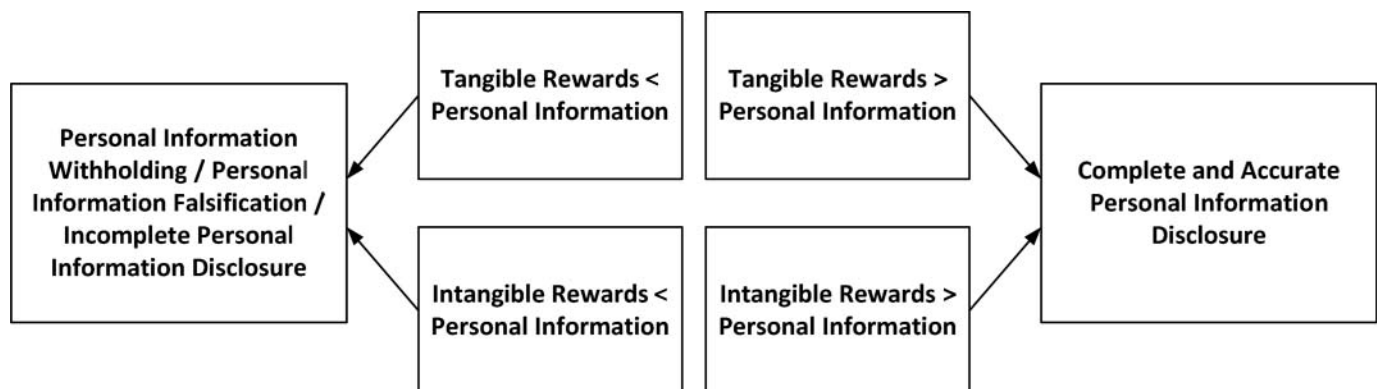 Personal Information
Withholding / Personal
Information Falsification /
Incomplete Personal
Information Disclosure
Tangible Rewards <
Personal Information
Intangible Rewards <
Personal Information
Tangible Rewards >
Personal Information
Intangible Rewards >
Personal Information
Complete and Accurate
Personal Information
Disclosure